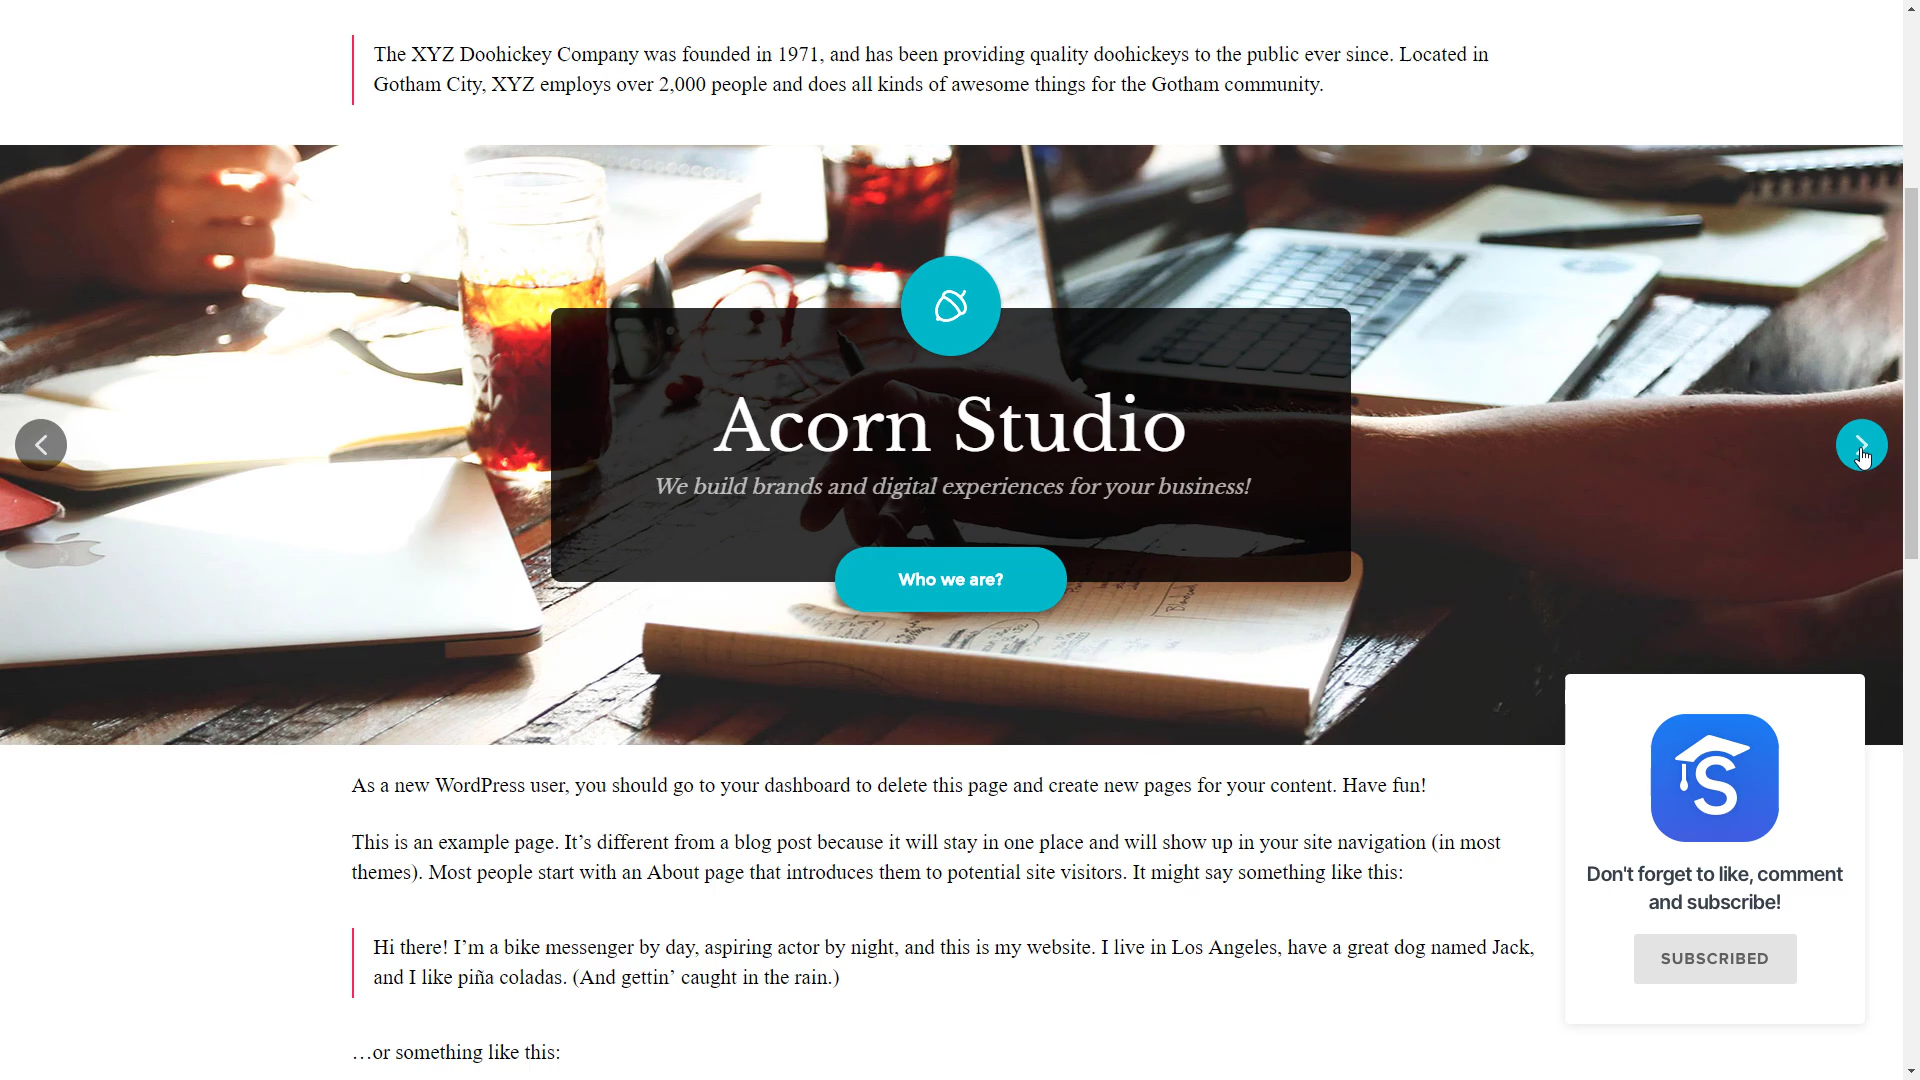 The XYZ Doohickey Company was founded in 1971, and has been providing quality doohickeys to the public ever since. Located in
Gotham City, XYZ employs over 2,000 people and does all kinds of awesome things for the Gotham community.
Acorn Studio
We build brands and digital experiences for your business!
Who we are?
As a new WordPress user, you should go to your dashboard to delete this page and create new pages for your content. Have fun!
This is an example page. It’s different from a blog post because it will stay in one place and will show up in your site navigation (in most
themes). Most people start with an About page that introduces them to potential site visitors. It might say something like this:
Hi there! I’m a bike messenger by day, aspiring actor by night, and this is my website. I live in Los Angeles, have a great dog named Jack,
and I like piña coladas. (And gettin’ caught in the rain.)
…or something like this:
S
Don't forget to like, comment
and subscribe!
SUBSCRIBED